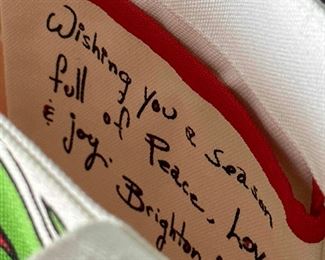 Wishing you a season
full of Peace, Lov
& joy. Brighton